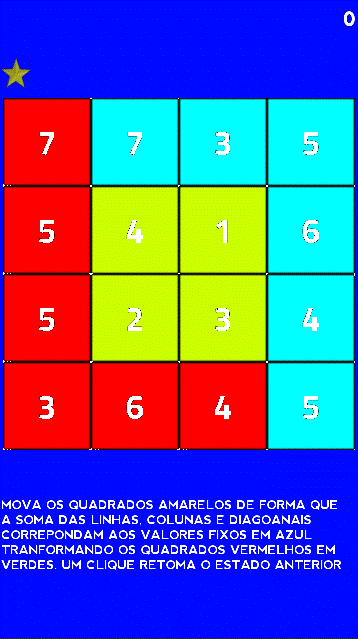 0
7 7 3 5
5 4 1 6
5 2 3 4
3 6 4 5
MOVA OS QUADRADOS AMARELOS DE FORMA QUE
A SOMA DAS LINHAS, COLUNAS E DIAGOANAIS
CORREPONDAM AOS VALORES FIXOS EM AZUL
TRANFORMANDO OS QUADRADOS VERMELHOS EM
VERDES. UM CLIQUE RETOMA O ESTADO ANTERIOR